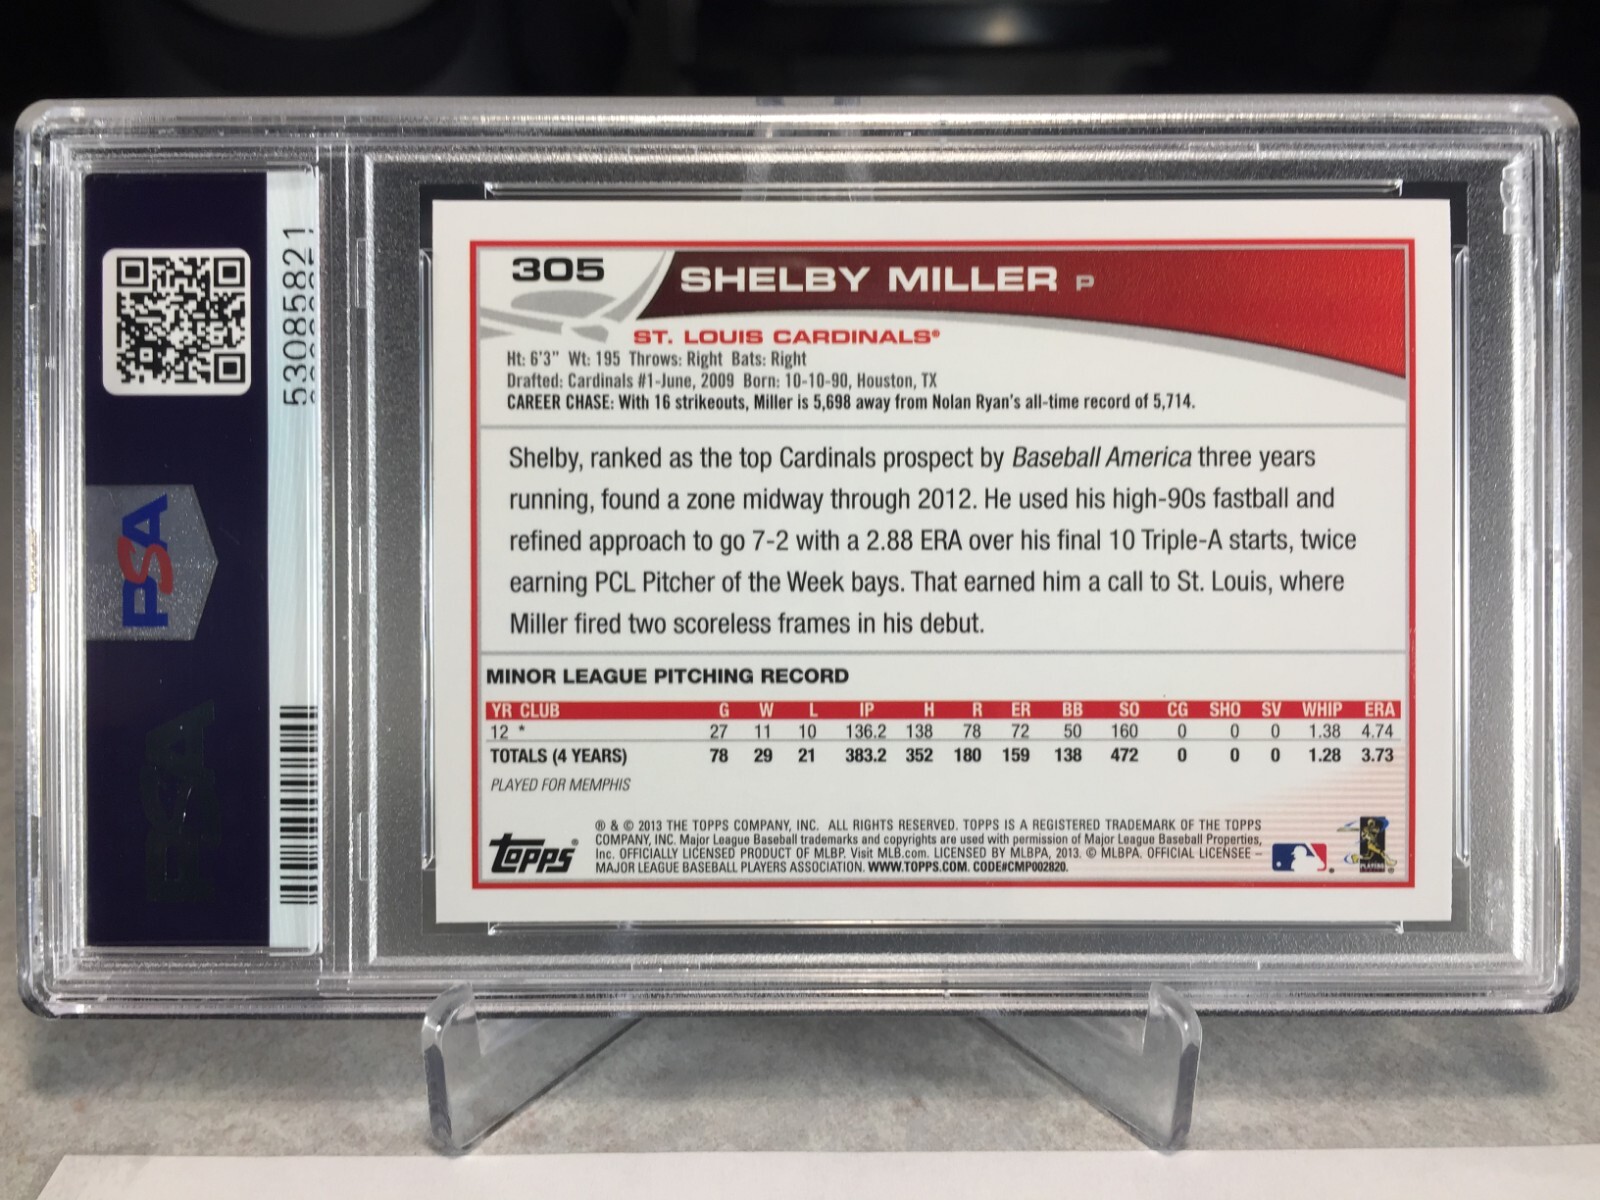 53085821
PSA
305
SHELBY MILLER P
ST. LOUIS CARDINALS®
Ht: 6'3" Wt: 195 Throws: Right Bats: Right
Drafted: Cardinals #1-June, 2009 Born: 10-10-90, Houston, TX
CAREER CHASE: With 16 strikeouts, Miller is 5,698 away from Nolan Ryan's all-time record of 5,714.
Shelby, ranked as the top Cardinals prospect by Baseball America three years
running, found a zone midway through 2012. He used his high-90s fastball and
refined approach to go 7-2 with a 2.88 ERA over his final 10 Triple-A starts, twice
earning PCL Pitcher of the Week bays. That earned him a call to St. Louis, where
Miller fired two scoreless frames in his debut.
MINOR LEAGUE PITCHING RECORD
YR CLUB G W L IP H R ER BB SO CG SHO SV WHIP ERA
12 * 27 11 10 136.2 138 78 72 50 160 0 0 0 1.38 4.74
TOTALS (4 YEARS) 78 29 21 383.2 352 180 159 138 472 0 0 0 1.28 3.73
PLAYED FOR MEMPHIS
Topps®
® & © 2013 THE TOPPS COMPANY, INC. ALL RIGHTS RESERVED. TOPPS IS A REGISTERED TRADEMARK OF THE TOPPS
COMPANY, INC. Major League Baseball trademarks and copyrights are used with permission of Major League Baseball Properties,
Inc. OFFICIALLY LICENSED PRODUCT OF MLBP. Visit MLB.com. LICENSED BY MLBPA, 2013. © MLBPA. OFFICIAL LICENSEE –
MAJOR LEAGUE BASEBALL PLAYERS ASSOCIATION. WWW.TOPPS.COM. CODE#CMP002820.